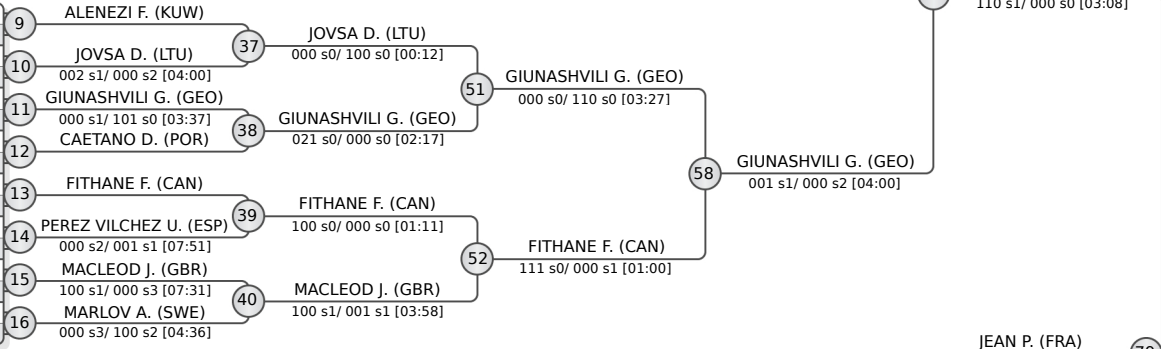 110 s1/ 000 s0 [03:08]
9
ALENEZI F. (KUW)
37
JOVSA D. (LTU)
000 s0/ 100 s0 [00:12]
10
JOVSA D. (LTU)
002 s1/ 000 s2 [04:00]
51
GIUNASHVILI G. (GEO)
000 s0/ 110 s0 [03:27]
11
GIUNASHVILI G. (GEO)
000 s1/ 101 s0 [03:37]
38
GIUNASHVILI G. (GEO)
021 s0/ 000 s0 [02:17]
12
CAETANO D. (POR)
58
GIUNASHVILI G. (GEO)
001 s1/ 000 s2 [04:00]
13
FITHANE F. (CAN)
39
FITHANE F. (CAN)
100 s0/ 000 s0 [01:11]
14
PEREZ VILCHEZ U. (ESP)
000 s2/ 001 s1 [07:51]
52
FITHANE F. (CAN)
111 s0/ 000 s1 [01:00]
15
MACLEOD J. (GBR)
100 s1/ 000 s3 [07:31]
40
MACLEOD J. (GBR)
100 s1/ 001 s1 [03:58]
16
MARLOV A. (SWE)
000 s3/ 100 s2 [04:36]
JEAN P. (FRA)